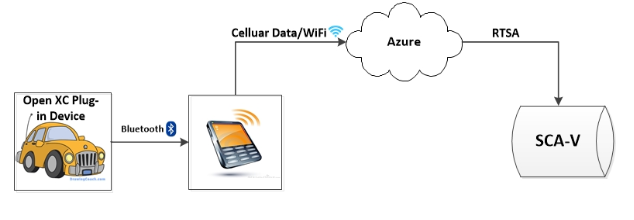 Open XC Plug-
in Device
Bluetooth
Celluar Data/WiFi
Azure
RTSA
SCA-V